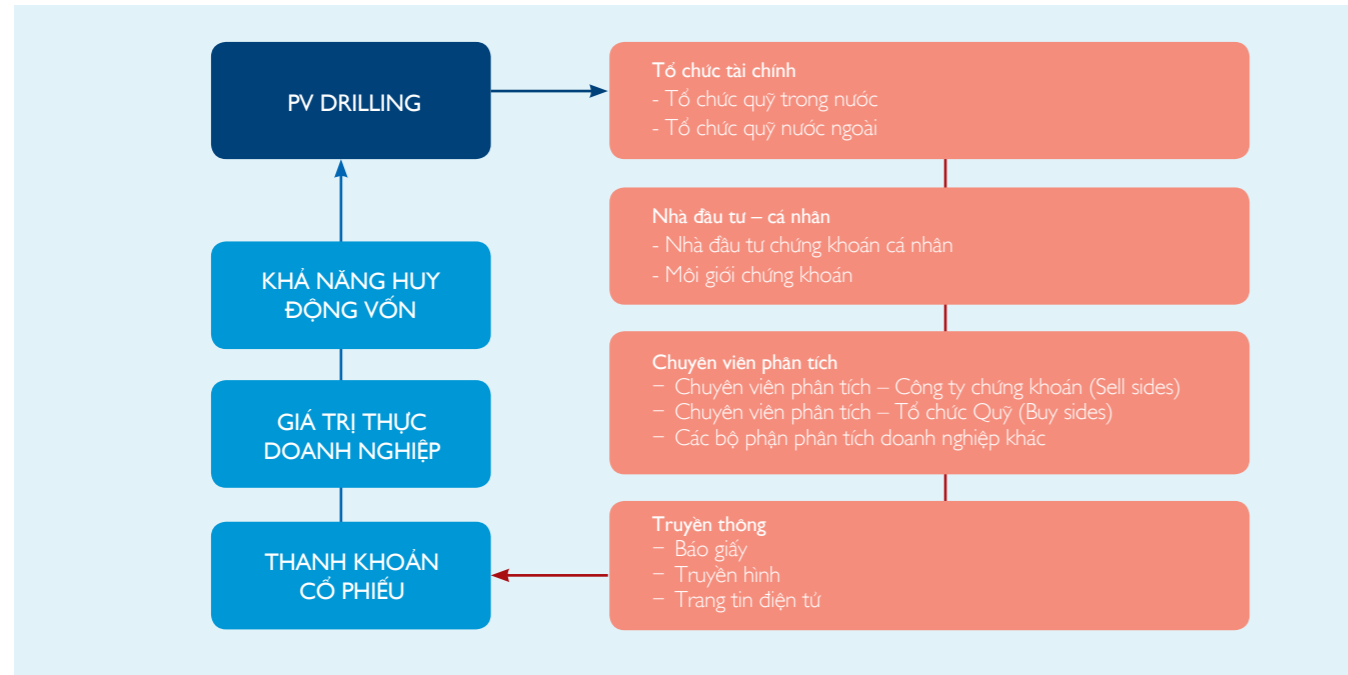 PV DRILLING
Tổ chức tài chính
- Tổ chức quỹ trong nước
- Tổ chức quỹ nước ngoài
Nhà đầu tư – cá nhân
- Nhà đầu tư chứng khoán cá nhân
- Môi giới chứng khoán
KHẢ NĂNG HUY
ĐỘNG VỐN
Chuyên viên phân tích
– Chuyên viên phân tích – Công ty chứng khoán (Sell sides)
– Chuyên viên phân tích – Tổ chức Quỹ (Buy sides)
– Các bộ phận phân tích doanh nghiệp khác
GIÁ TRỊ THỰC
DOANH NGHIỆP
Truyền thông
– Báo giấy
– Truyền hình
– Trang tin điện tử
THANH KHOẢN
CỔ PHIẾU